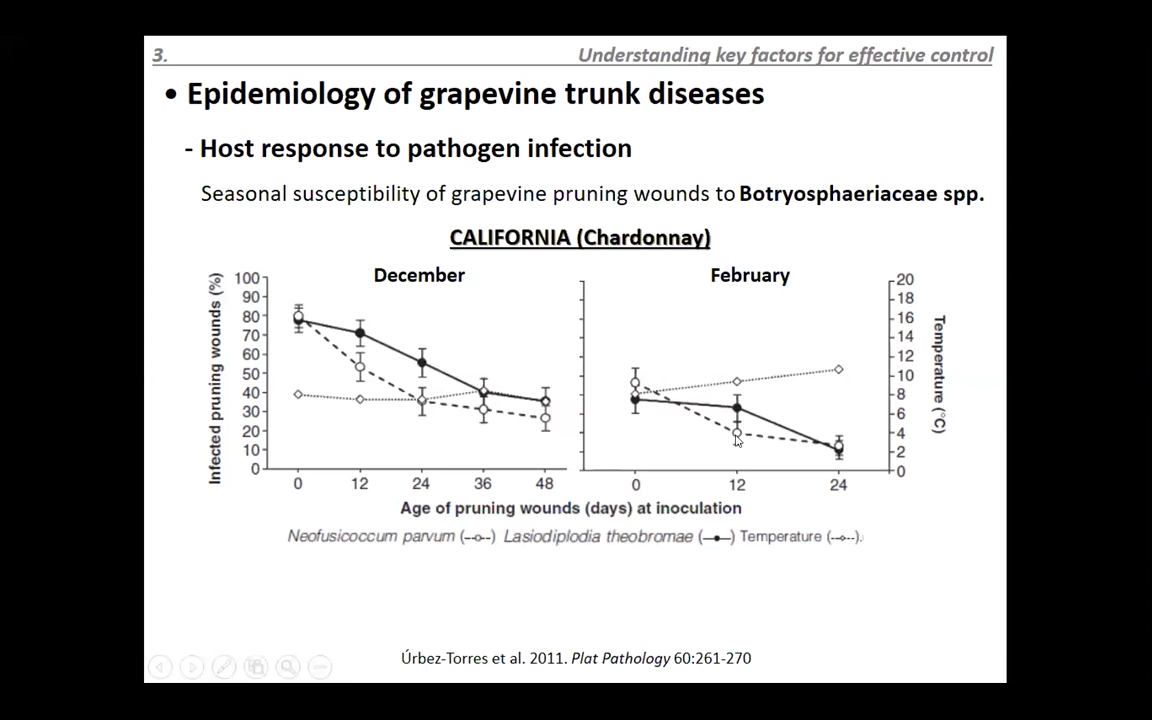 3. Understanding key factors for effective control
• Epidemiology of grapevine trunk diseases
- Host response to pathogen infection
Seasonal susceptibility of grapevine pruning wounds to Botryosphaeriaceae spp.
CALIFORNIA (Chardonnay)
December
February
Infected pruning wounds (%)
100
90
80
70
60
50
40
30
20
10
0
0 12 24 36 48
0 12 24
20
18
16
14
12
10
8
6
4
2
0
Temperature (°C)
Age of pruning wounds (days) at inoculation
Neofusicoccum parvum (--o--) Lasiodiplodia theobromae (—●—) Temperature (--◇--).
Úrbez-Torres et al. 2011. Plat Pathology 60:261-270